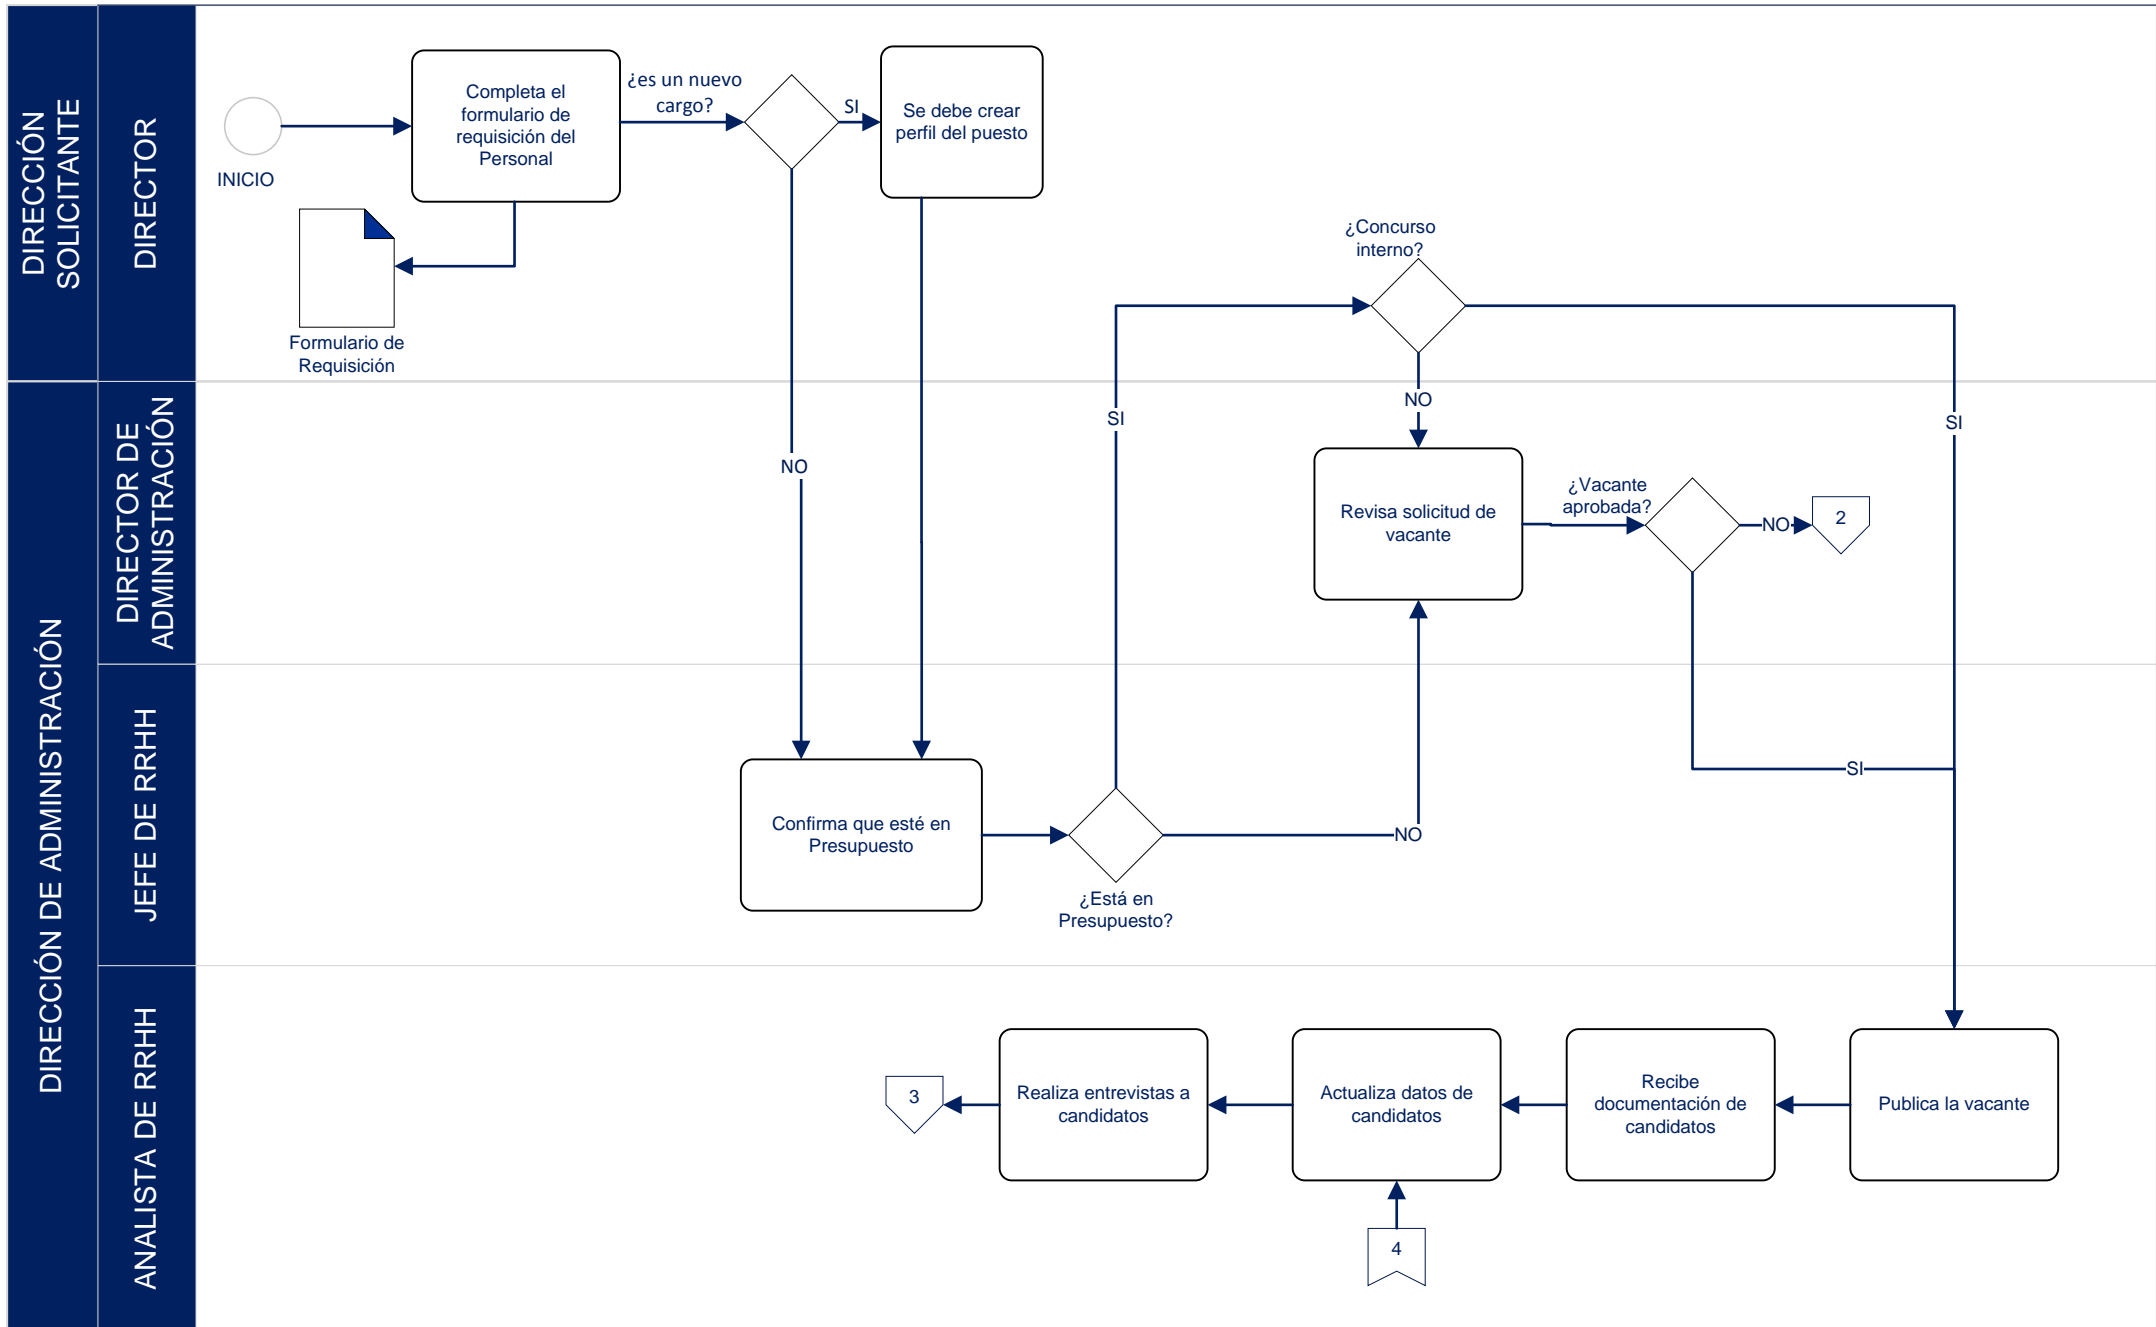 DIRECCIÓN
SOLICITANTE
DIRECTOR
INICIO
Completa el
formulario de
requisición del
Personal
Formulario de
Requisición
¿es un nuevo
cargo?
SI
Se debe crear
perfil del puesto
NO
¿Concurso
interno?
NO
SI
SI
DIRECCIÓN DE ADMINISTRACIÓN
DIRECTOR DE
ADMINISTRACIÓN
Revisa solicitud de
vacante
¿Vacante
aprobada?
NO
2
SI
JEFE DE RRHH
Confirma que esté en
Presupuesto
¿Está en
Presupuesto?
NO
ANALISTA DE RRHH
3
Realiza entrevistas a
candidatos
Actualiza datos de
candidatos
Recibe
documentación de
candidatos
Publica la vacante
4